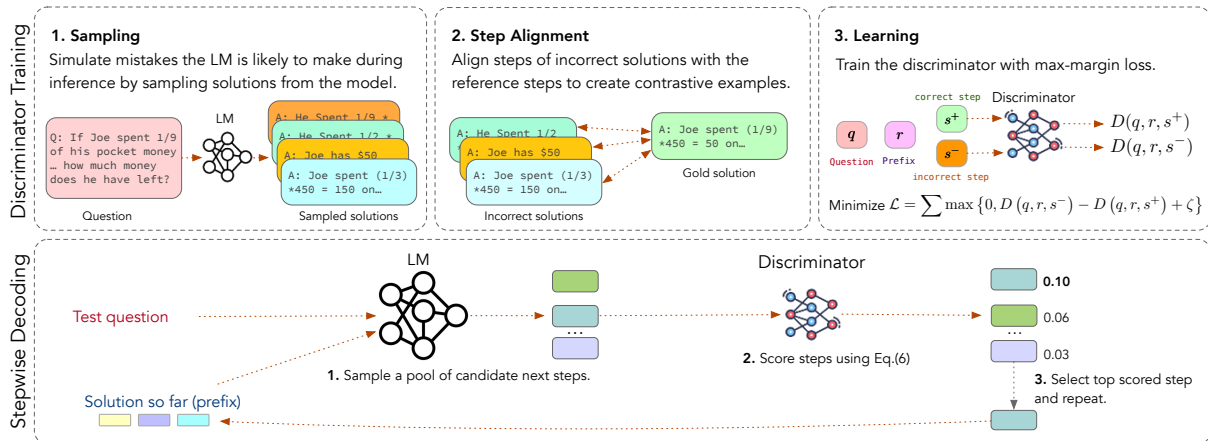 Discriminator Training
1. Sampling
Simulate mistakes the LM is likely to make during
inference by sampling solutions from the model.
LM
Q: If Joe spent 1/9
of his pocket money
… how much money
does he have left?
Question
A: He Spent 1/9 *
A: He Spent 1/2 *
A: Joe has $50
A: Joe spent (1/3)
*450 = 150 on…
Sampled solutions
2. Step Alignment
Align steps of incorrect solutions with the
reference steps to create contrastive examples.
A: He Spent 1/2
A: Joe has $50
A: Joe spent (1/3)
*450 = 150 on…
Incorrect solutions
A: Joe spent (1/9)
*450 = 50 on…
Gold solution
3. Learning
Train the discriminator with max-margin loss.
correct step
Discriminator
q
r
s⁺
s⁻
Question
Prefix
incorrect step
D(q, r, s⁺)
D(q, r, s⁻)
Minimize ℒ = ∑ max {0, D (q, r, s⁻) − D (q, r, s⁺) + ζ}
Stepwise Decoding
LM
Test question
Solution so far (prefix)
1. Sample a pool of candidate next steps.
...
Discriminator
2. Score steps using Eq.(6)
0.10
0.06
...
0.03
3. Select top scored step
and repeat.